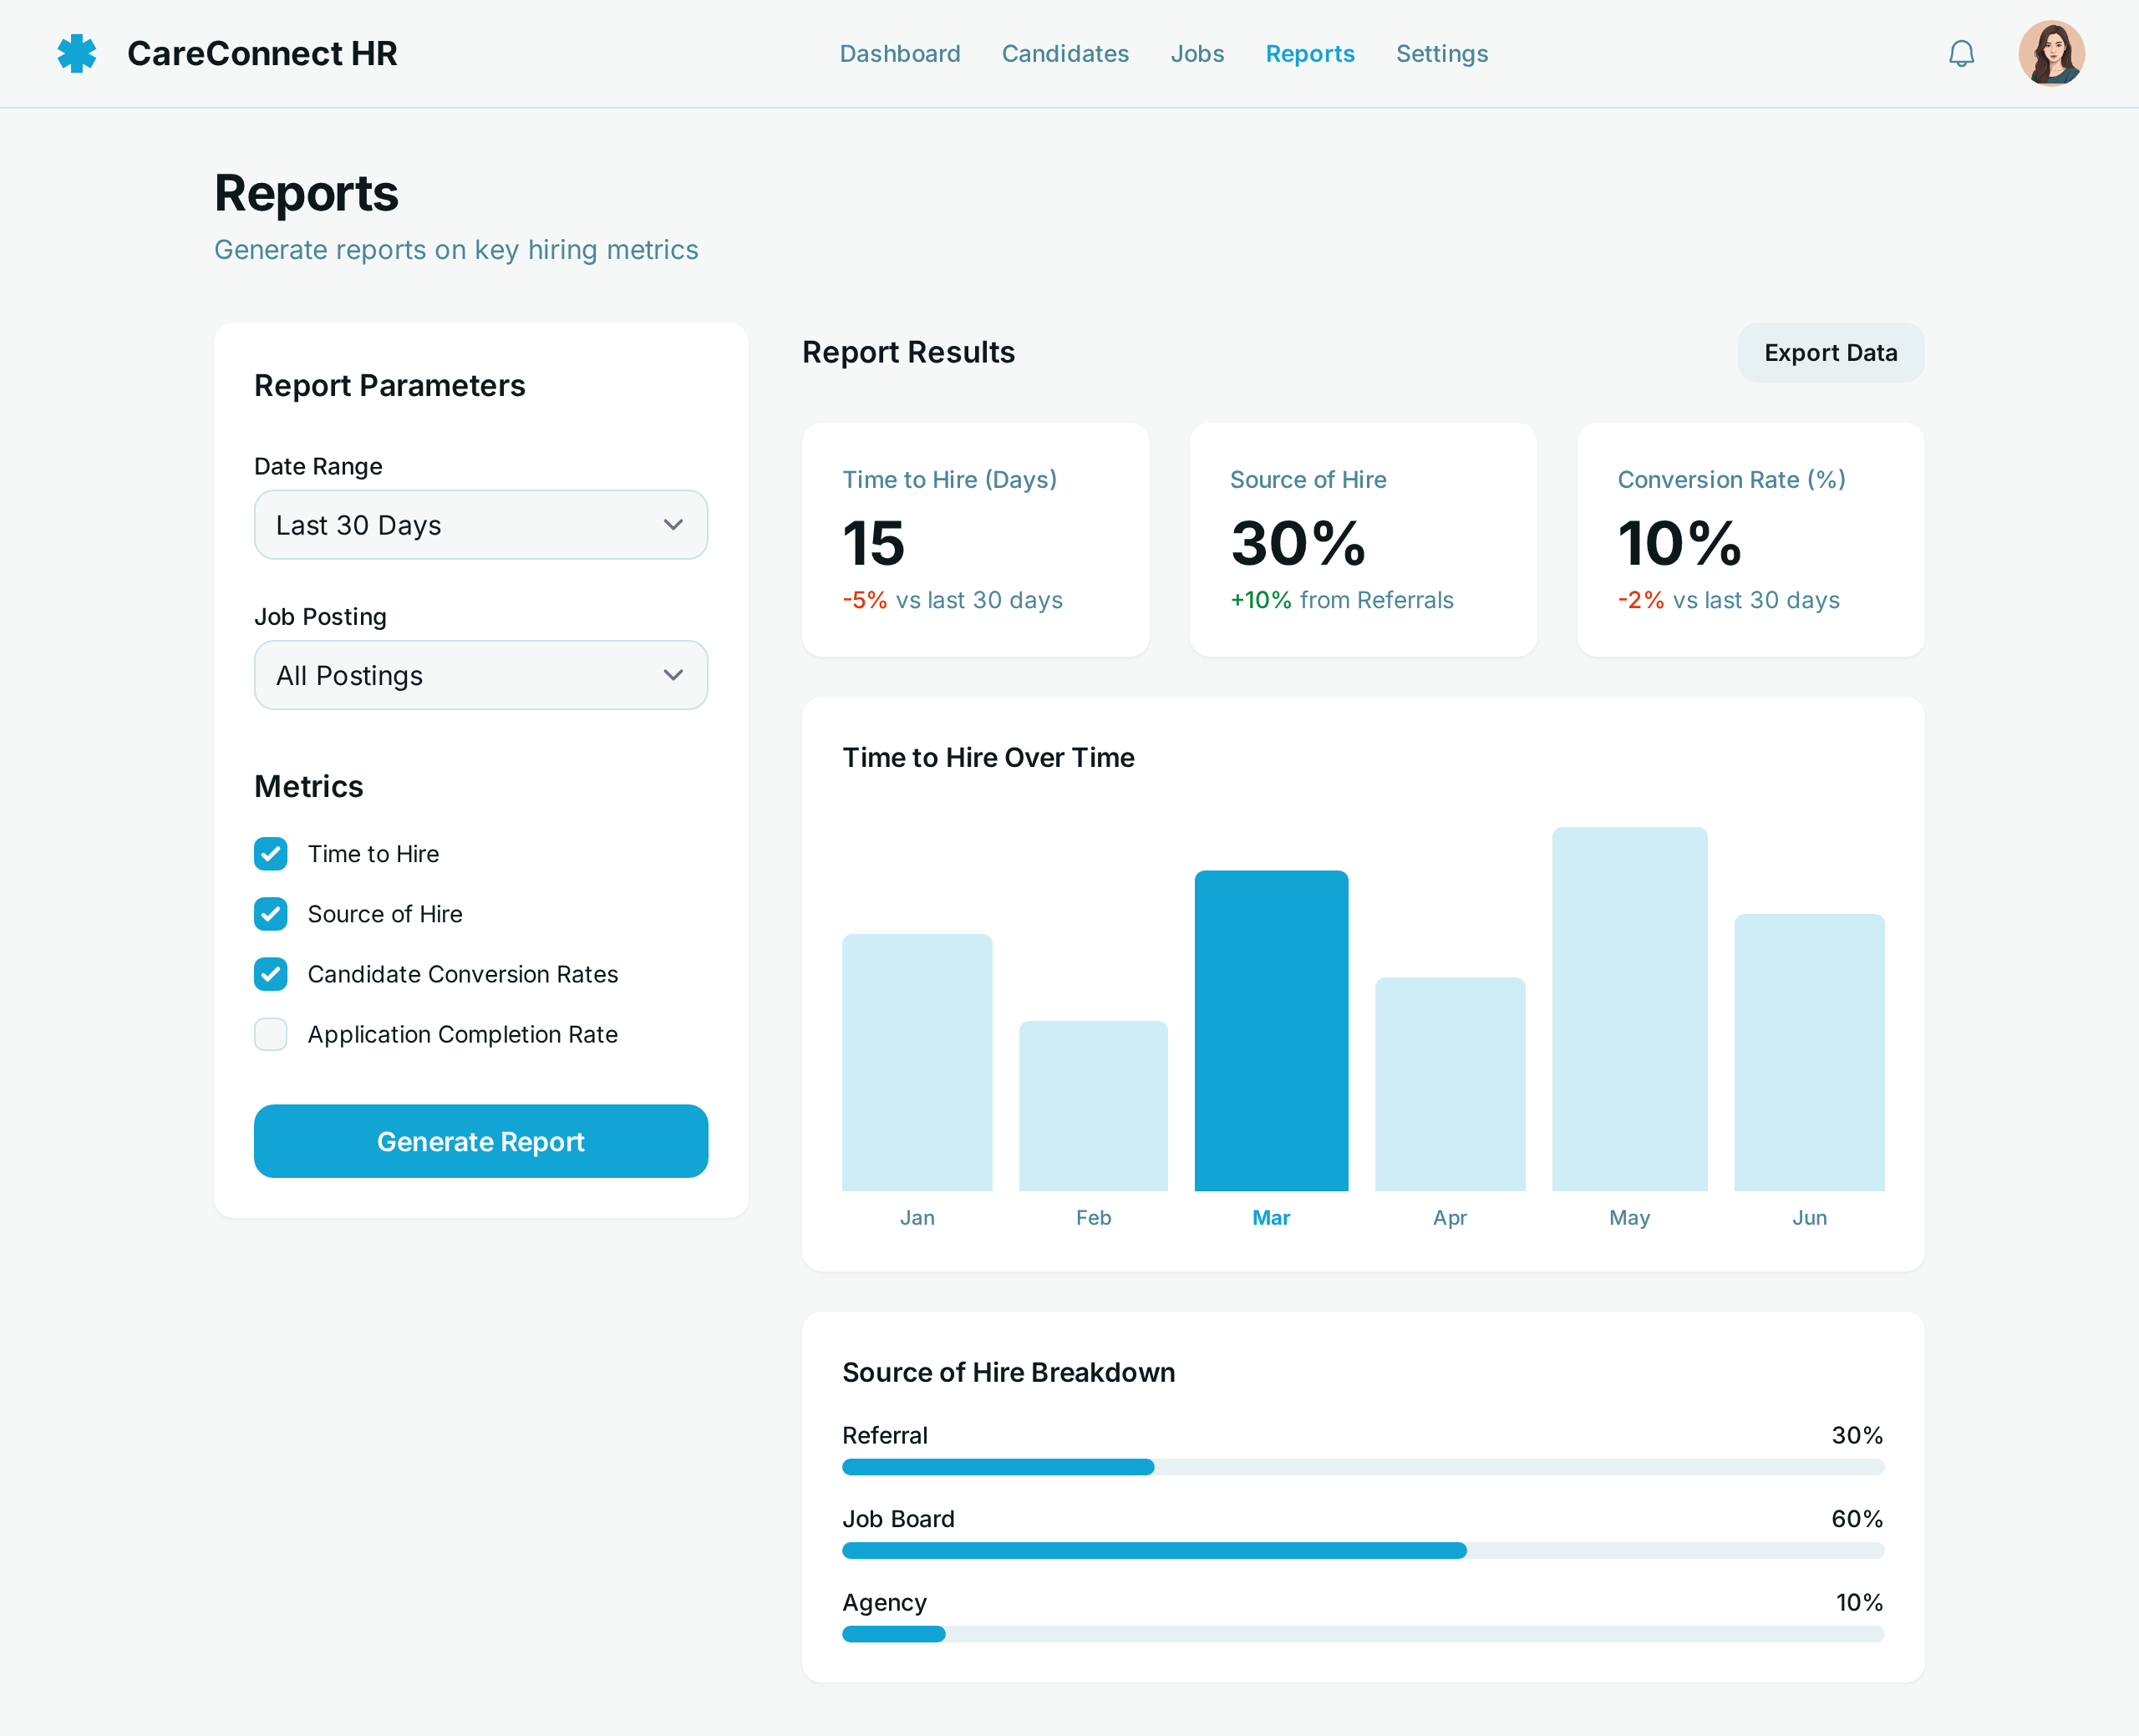 CareConnect HR
Dashboard
Candidates
Jobs
Reports
Settings
Reports
Generate reports on key hiring metrics
Report Parameters
Date Range
Last 30 Days
Job Posting
All Postings
Metrics
Time to Hire
Source of Hire
Candidate Conversion Rates
Application Completion Rate
Generate Report
Report Results
Export Data
Time to Hire (Days)
15
-5% vs last 30 days
Source of Hire
30%
+10% from Referrals
Conversion Rate (%)
10%
-2% vs last 30 days
Time to Hire Over Time
Jan
Feb
Mar
Apr
May
Jun
Source of Hire Breakdown
Referral
30%
Job Board
60%
Agency
10%